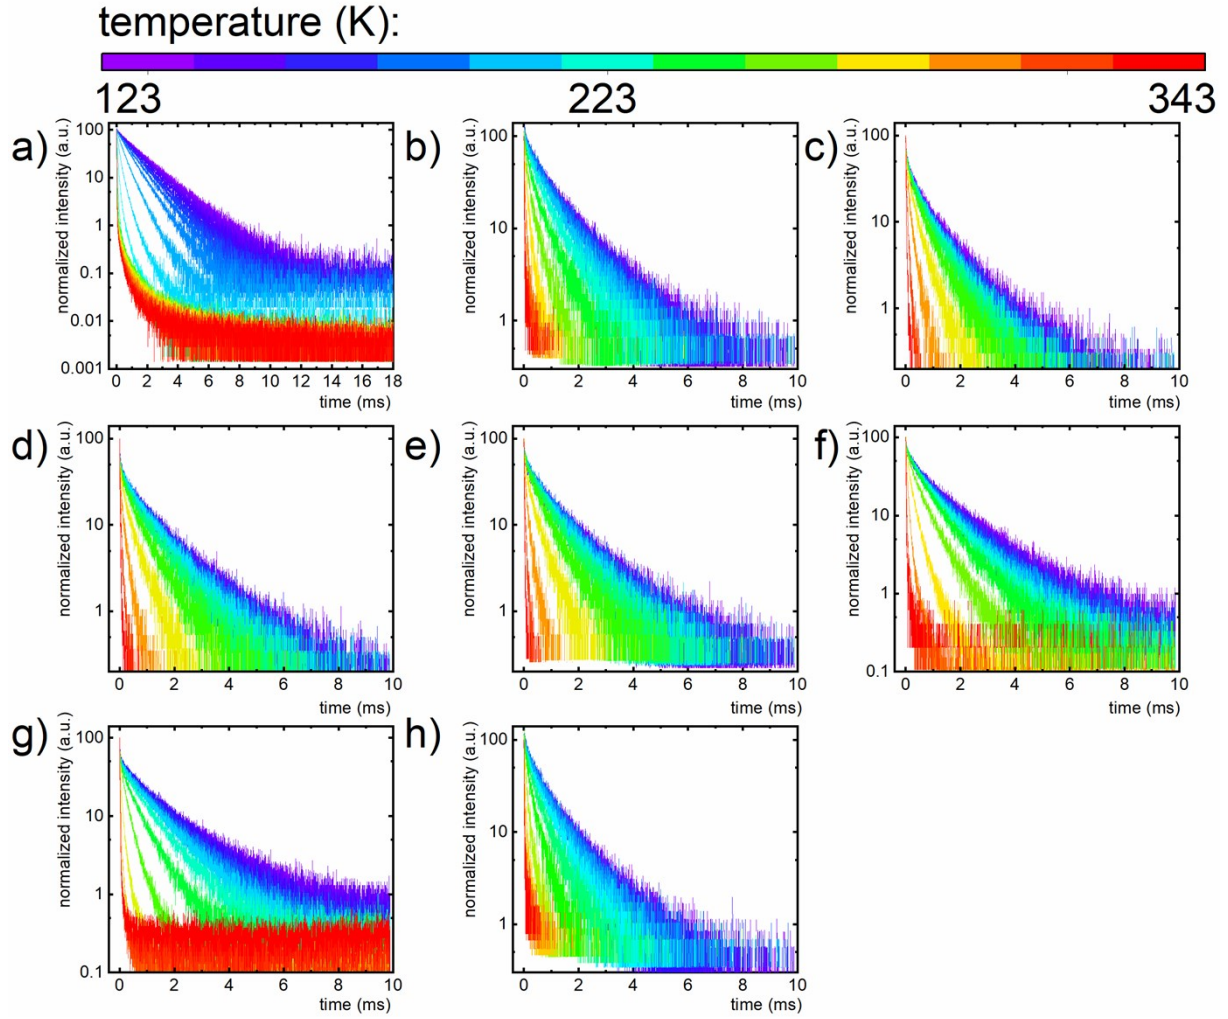 temperature (K):
123 223 343
a) b) c)
normalized intensity (a.u.) normalized intensity (a.u.) normalized intensity (a.u.)
100 100 100
10 10 10
1 1 1
0.1
0.01
0.001
0 2 4 6 8 10 12 14 16 18 0 2 4 6 8 10 0 2 4 6 8 10
time (ms) time (ms) time (ms)
d) e) f)
normalized intensity (a.u.) normalized intensity (a.u.) normalized intensity (a.u.)
100 100 100
10 10 10
1 1 1
0.1
0 2 4 6 8 10 0 2 4 6 8 10 0 2 4 6 8 10
time (ms) time (ms) time (ms)
g) h)
normalized intensity (a.u.) normalized intensity (a.u.)
100 100
10 10
1 1
0.1
0 2 4 6 8 10 0 2 4 6 8 10
time (ms) time (ms)